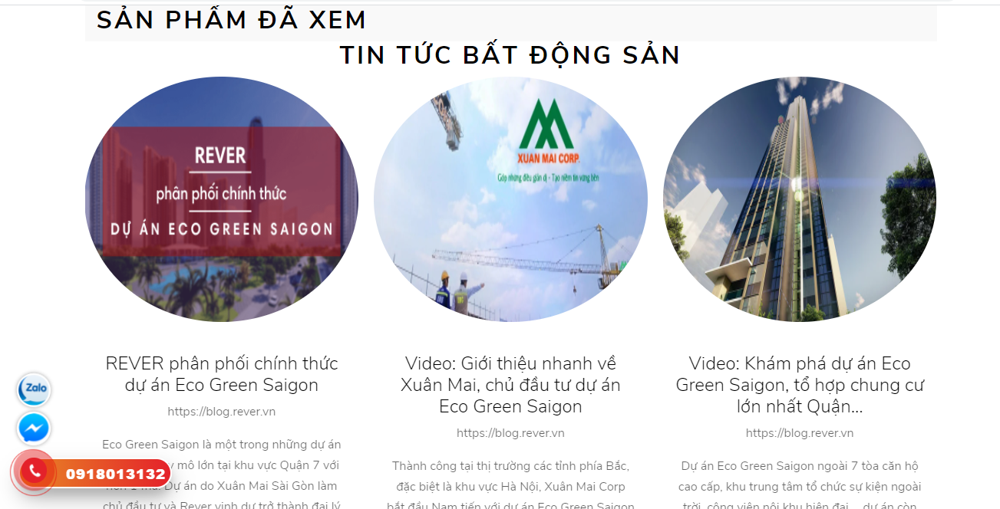 SẢN PHẨM ĐÃ XEM
TIN TỨC BẤT ĐỘNG SẢN
REVER
phân phối chính thức
DỰ ÁN ECO GREEN SAIGON
XUAN MAI CORP.
Góp những điều giản dị - Tạo niềm tin vững bền
REVER phân phối chính thức
dự án Eco Green Saigon
https://blog.rever.vn
Eco Green Saigon là một trong những dự án
mô lớn tại khu vực Quận 7 với
Dự án do Xuân Mai Sài Gòn làm
chủ đầu tư và Rever vinh dự trở thành đại lý
Video: Giới thiệu nhanh về
Xuân Mai, chủ đầu tư dự án
Eco Green Saigon
https://blog.rever.vn
Thành công tại thị trường các tỉnh phía Bắc,
đặc biệt là khu vực Hà Nội, Xuân Mai Corp
bắt đầu Nam tiến với dự án Eco Green Saigon
Video: Khám phá dự án Eco
Green Saigon, tổ hợp chung cư
lớn nhất Quận...
https://blog.rever.vn
Dự án Eco Green Saigon ngoài 7 tòa căn hộ
cao cấp, khu trung tâm tổ chức sự kiện ngoài
trời, công viên nội khu hiện đại... dự án còn
Zalo
0918013132